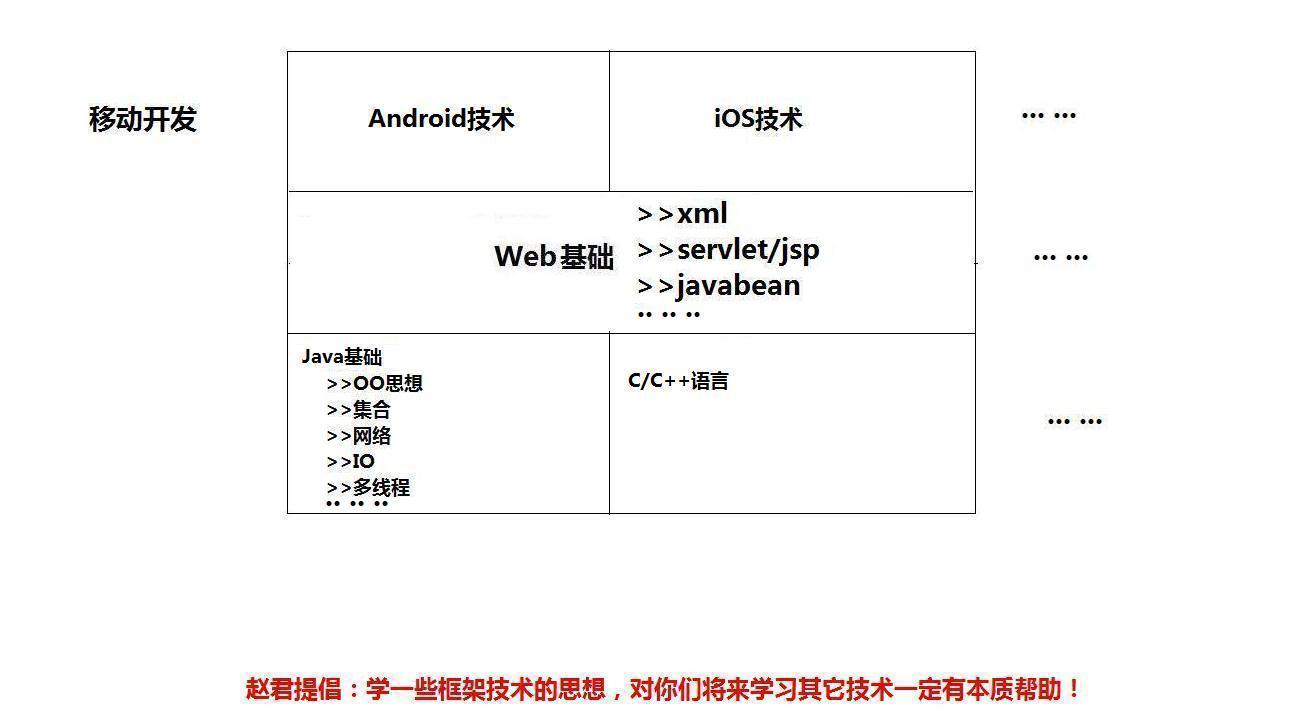 移动开发
Android技术
iOS技术
... ...
Web基础
>>xml
>>servlet/jsp
>>javabean
.. .. ..
... ...
Java基础
>>OO思想
>>集合
>>网络
>>IO
>>多线程
.. .. ..
C/C++语言
... ...
赵君提倡：学一些框架技术的思想，对你们将来学习其它技术一定有本质帮助！